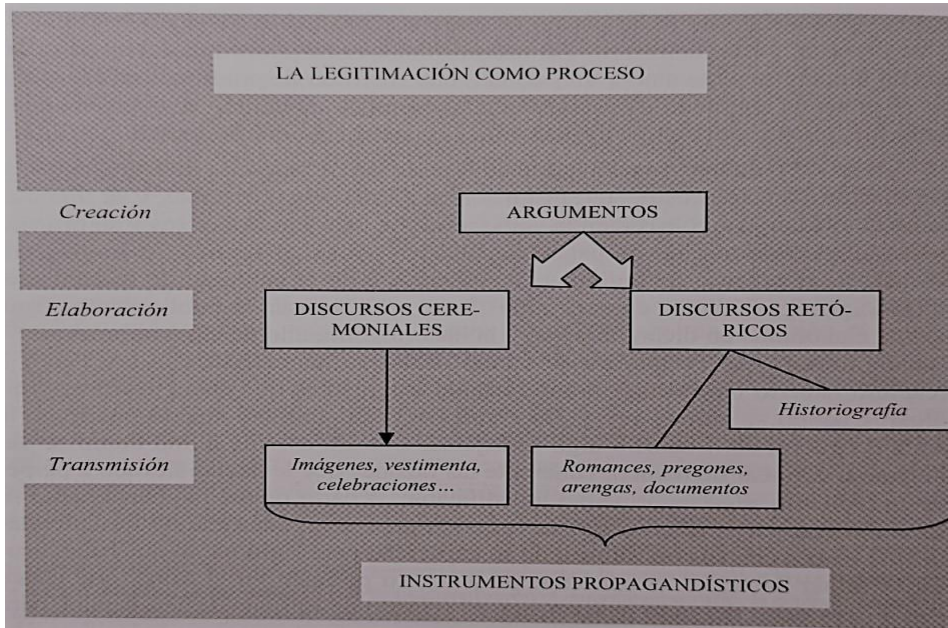 LA LEGITIMACIÓN COMO PROCESO
Creación
ARGUMENTOS
Elaboración
DISCURSOS CERE-
MONIALES
DISCURSOS RETÓ-
RICOS
Historiografía
Transmisión
Imágenes, vestimenta,
celebraciones…
Romances, pregones,
arengas, documentos
INSTRUMENTOS PROPAGANDÍSTICOS